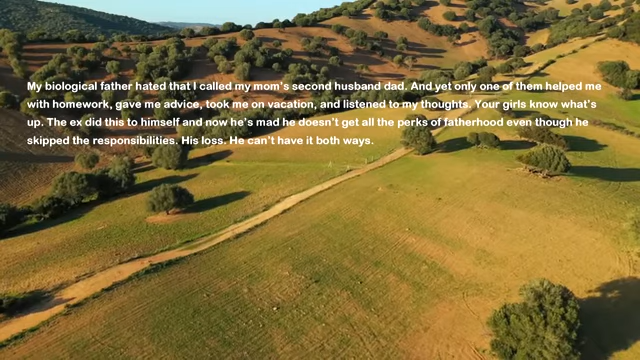 My biological father hated that I called my mom's second husband dad. And yet only one of them helped me
with homework, gave me advice, took me on vacation, and listened to my thoughts. Your girls know what's
up. The ex did this to himself and now he's mad he doesn't get all the perks of fatherhood even though he
skipped the responsibilities. His loss. He can't have it both ways.